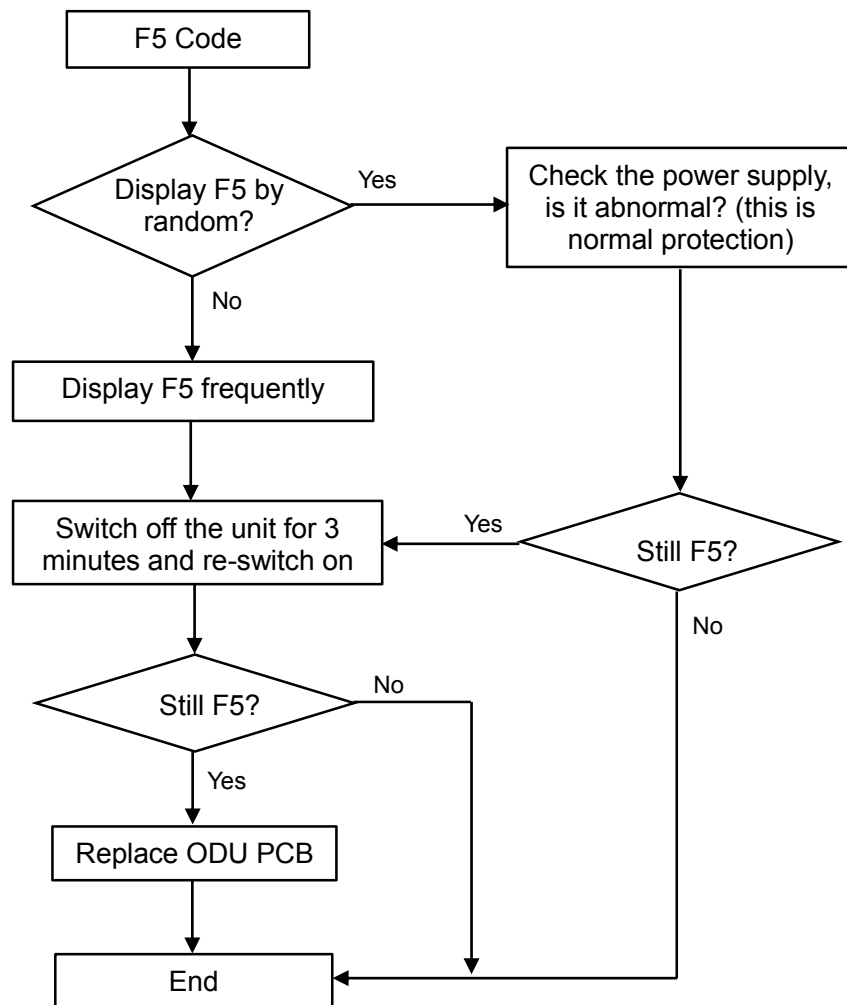 F5 Code
Display F5 by
random?
Yes
Check the power supply,
is it abnormal? (this is
normal protection)
No
Display F5 frequently
Switch off the unit for 3
minutes and re-switch on
Yes
Still F5?
No
Still F5?
No
Yes
Replace ODU PCB
End